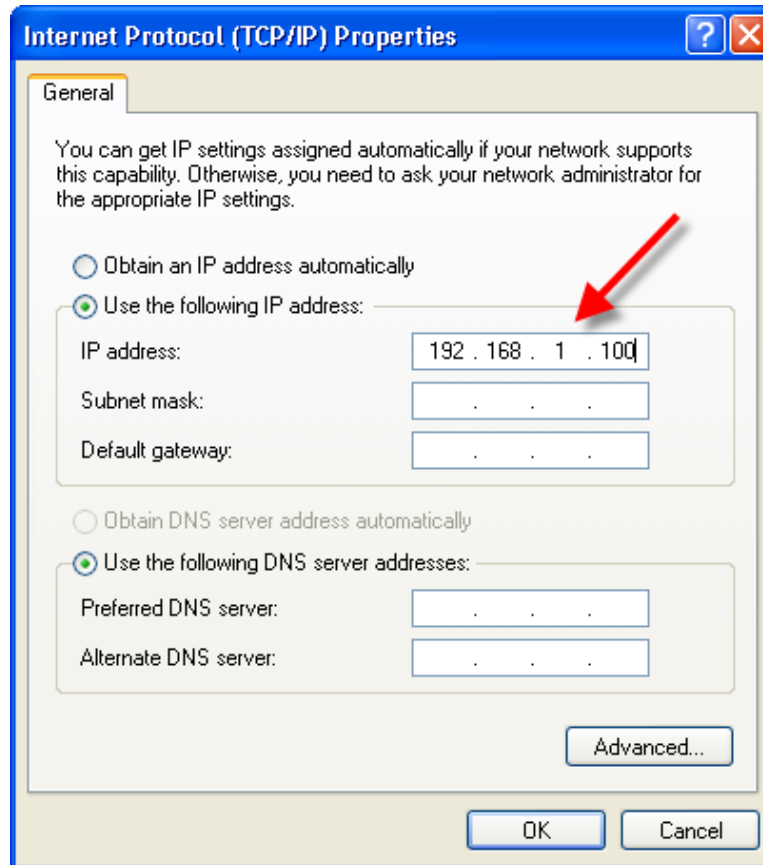 Internet Protocol (TCP/IP) Properties
General
You can get IP settings assigned automatically if your network supports
this capability. Otherwise, you need to ask your network administrator for
the appropriate IP settings.
Obtain an IP address automatically
Use the following IP address:
IP address: 192 . 168 . 1 . 100
Subnet mask: . . .
Default gateway: . . .
Obtain DNS server address automatically
Use the following DNS server addresses:
Preferred DNS server: . . .
Alternate DNS server: . . .
Advanced...
OK Cancel